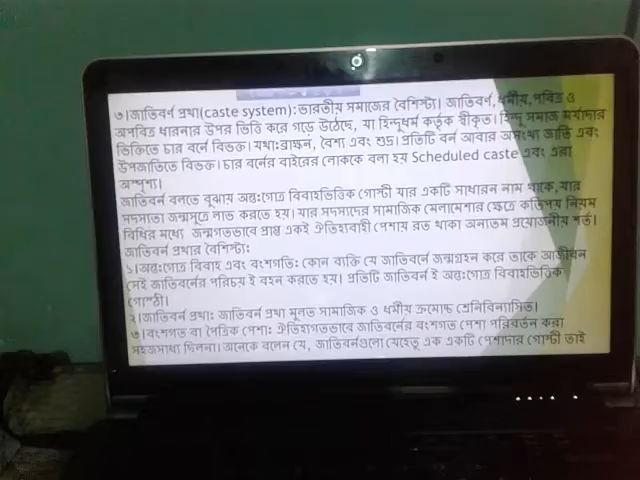 ৩।জাতিবর্ন প্রথা(caste system):ভারতীয় সমাজের বৈশিস্ট্য। জাতিবর্ণ,ধর্মীয়,পবিত্র ও
অপবিত্র ধারনার উপর ভিত্তি করে গড়ে উঠেছে, যা হিন্দুধর্ম কর্তৃক স্বীকৃত। হিন্দু সমাজ মর্যাদার
ভিত্তিতে চার বর্নে বিভক্ত। যথাঃব্রাহ্মন, বৈশ্য এবং শুদ্র। প্রতিটি বর্ন আবার অসংখ্য জাতি এবং
উপজাতিতে বিভক্ত। চার বর্নের বাইরের লোককে বলা হয় Scheduled caste এবং এরা
অস্পৃশ্য।
জাতিবর্ন বলতে বুঝায় অন্তঃগোত্র বিবাহভিত্তিক গোস্টী যার একটি সাধারন নাম থাকে,যার
সদস্যতা জন্মসূত্রে লাভ করতে হয়। যার সদস্যদের সামাজিক মেলামেশার ক্ষেত্রে কতিপয় নিয়ম
বিধির মধ্যে জন্মগতভাবে প্রাপ্ত একই ঐতিহ্যবাহী পেশায় রত থাকা অন্যতম প্রয়োজনীয় শর্ত।
জাতিবর্ন প্রথার বৈশিস্ট্যঃ
১।অন্তঃগোত্র বিবাহ এবং বংশগতিঃ কোন ব্যক্তি যে জাতিবর্নে জন্মগ্রহন করে তাকে আজীবন
সেই জাতিবর্নের পরিচয় ই বহন করতে হয়। প্রতিটি জাতিবর্ন ই অন্তঃগোত্র বিবাহভিত্তিক
গোস্ঠী।
২।জাতিবর্ন প্রথাঃ জাতিবর্ন প্রথা মূলত সামাজিক ও ধর্মীয় ক্রমোচ্চ শ্রেনিবিন্যাসিত।
৩।বংশগত বা পৈত্রিক পেশাঃ ঐতিহ্যগতভাবে জাতিবর্নের বংশগত পেশা পরিবর্তন করা
সহজসাধ্য ছিলনা। অনেকে বলেন যে, জাতিবর্নগুলো যেহেতু এক একটি পেশাদার গোস্টী তাই